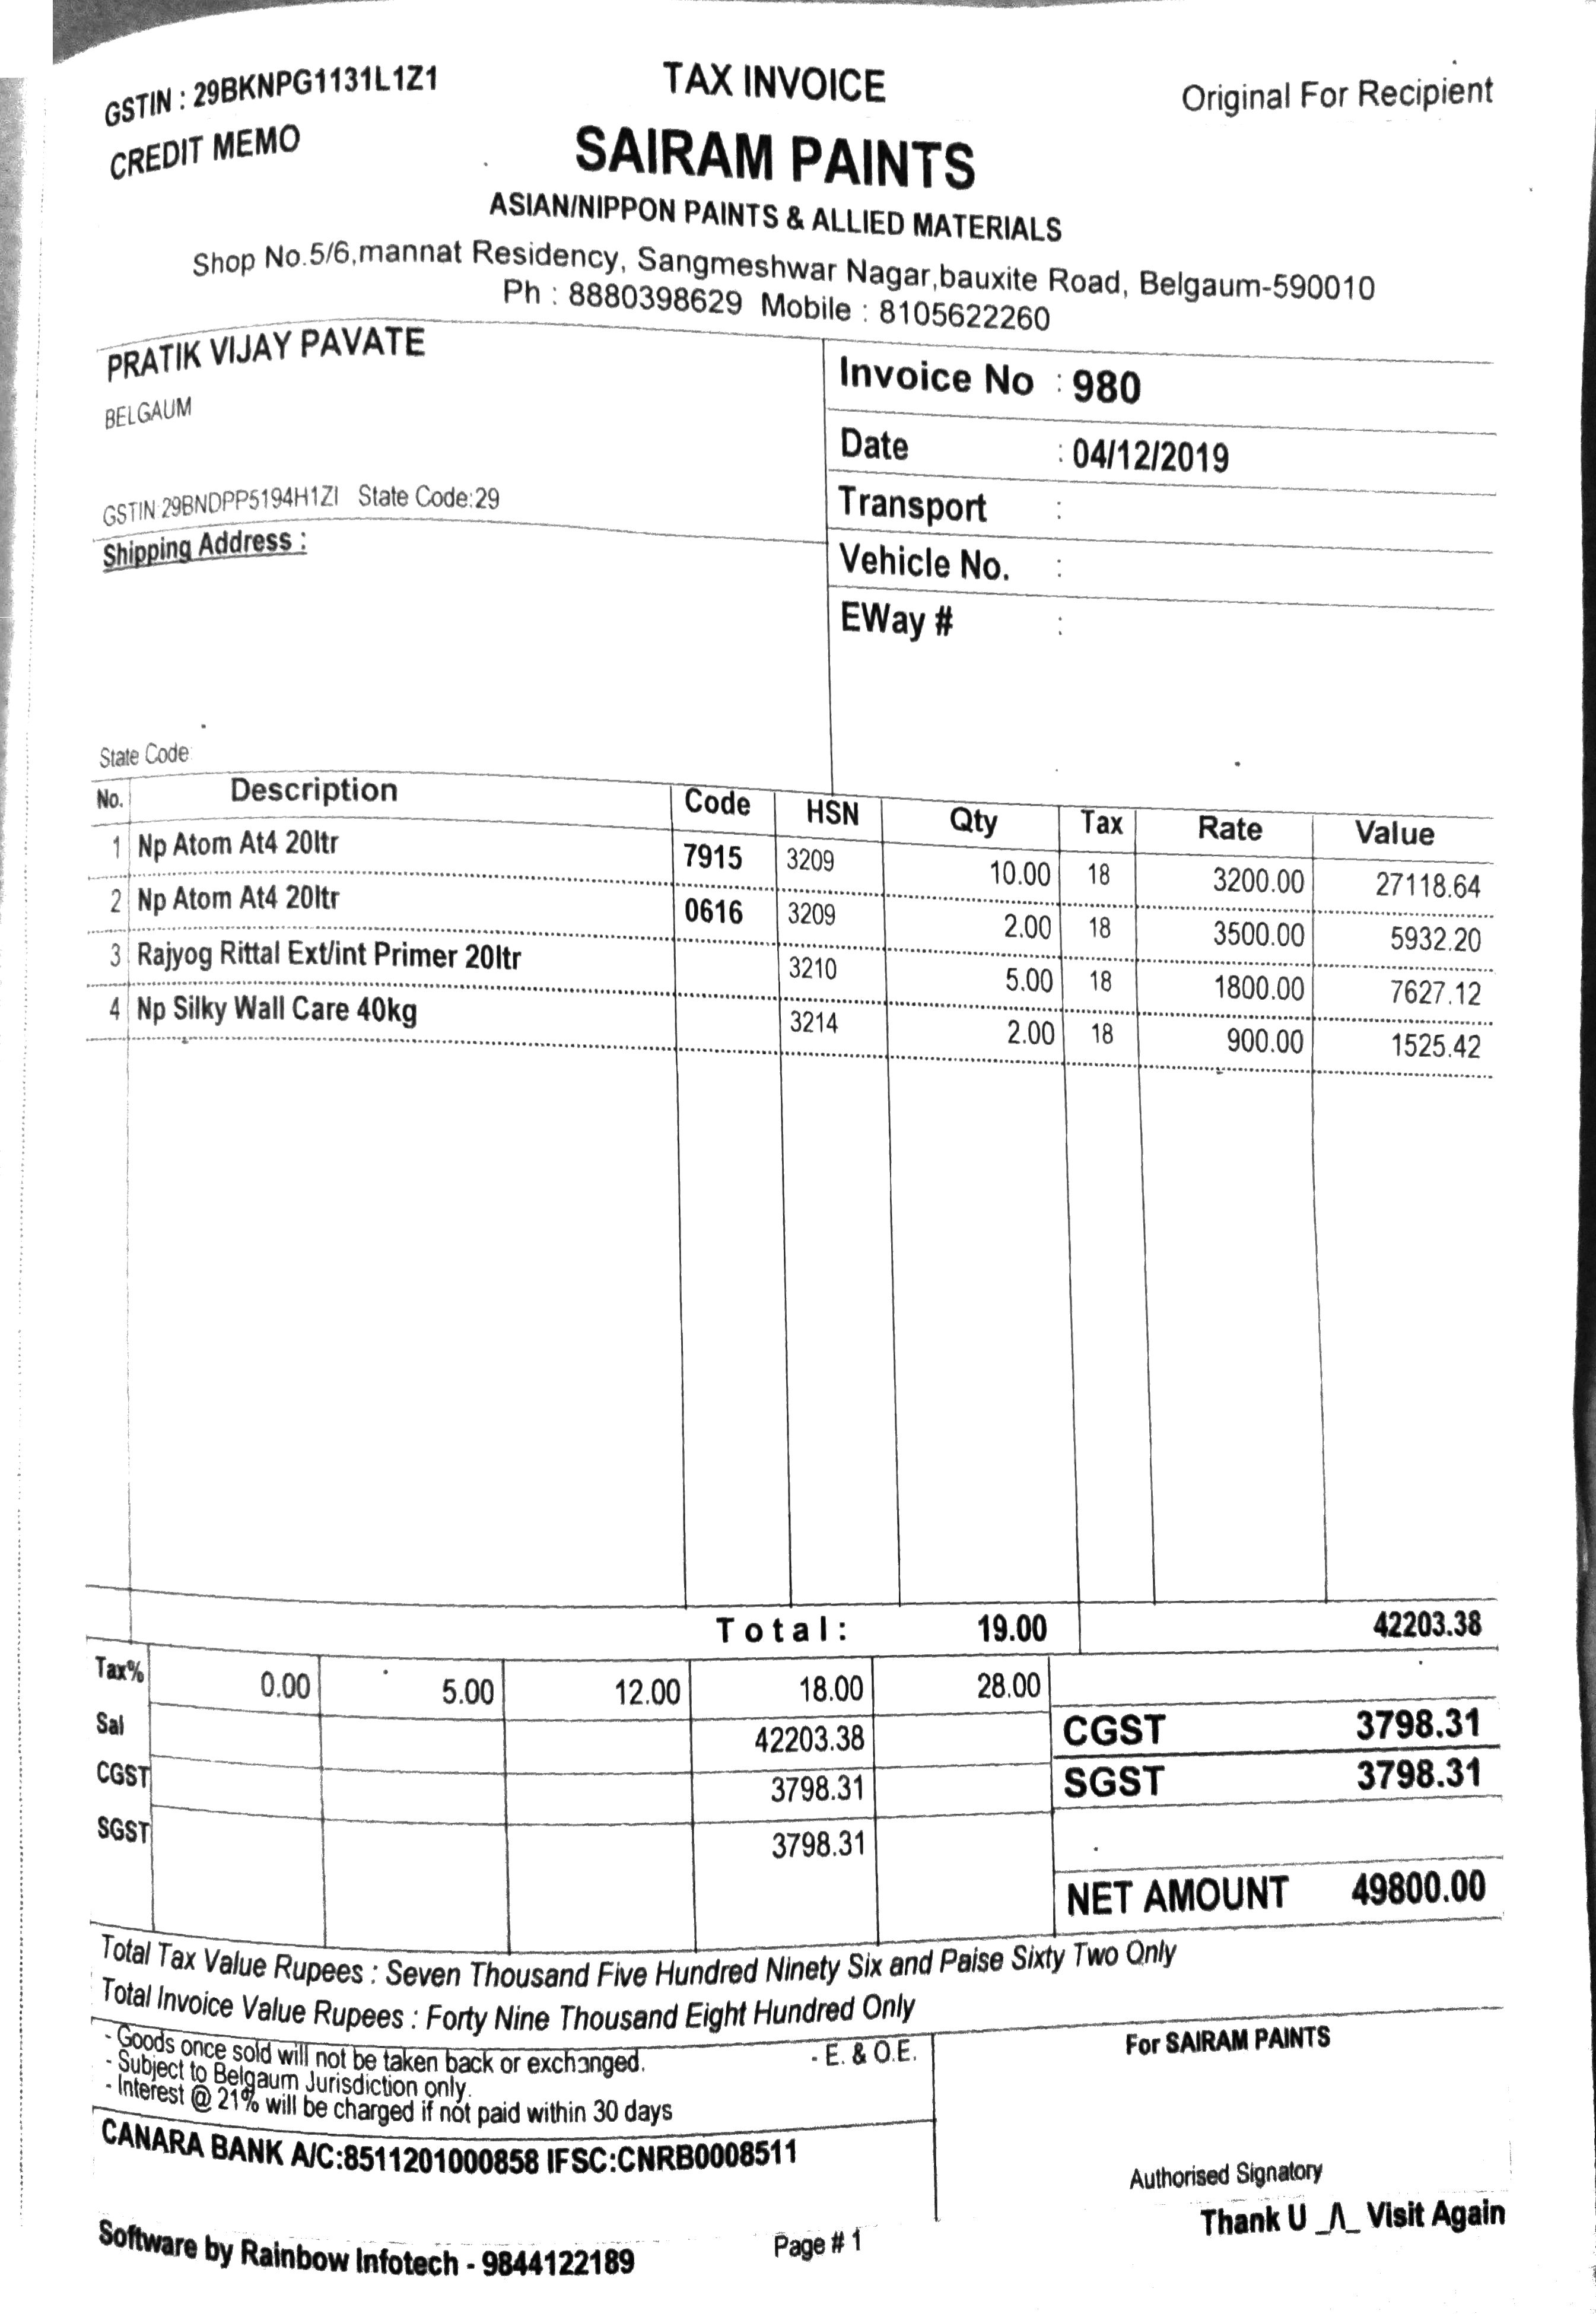 GSTIN : 29BKNPG1131L1Z1
TAX INVOICE
Original For Recipient
CREDIT MEMO
SAIRAM PAINTS
ASIAN/NIPPON PAINTS & ALLIED MATERIALS
Shop No.5/6,mannat Residency, Sangmeshwar Nagar,bauxite Road, Belgaum-590010
Ph : 8880398629 Mobile : 8105622260
PRATIK VIJAY PAVATE
BELGAUM
GSTIN:29BNDPP5194H1ZI State Code:29
Shipping Address :
State Code
Invoice No : 980
Date : 04/12/2019
Transport :
Vehicle No. :
EWay # :
No. Description Code HSN Qty Tax Rate Value
1 Np Atom At4 20ltr 7915 3209 10.00 18 3200.00 27118.64
2 Np Atom At4 20ltr 0616 3209 2.00 18 3500.00 5932.20
3 Rajyog Rittal Ext/int Primer 20ltr 3210 5.00 18 1800.00 7627.12
4 Np Silky Wall Care 40kg 3214 2.00 18 900.00 1525.42
Total: 19.00 42203.38
Tax% 0.00 5.00 12.00 18.00 28.00
Sal 42203.38
CGST 3798.31
SGST 3798.31
CGST 3798.31
SGST 3798.31
NET AMOUNT 49800.00
Total Tax Value Rupees : Seven Thousand Five Hundred Ninety Six and Paise Sixty Two Only
Total Invoice Value Rupees : Forty Nine Thousand Eight Hundred Only
- Goods once sold will not be taken back or exchanged. - E. & O.E.
- Subject to Belgaum Jurisdiction only.
- Interest @ 21% will be charged if not paid within 30 days
CANARA BANK A/C:8511201000858 IFSC:CNRB0008511
For SAIRAM PAINTS
Authorised Signatory
Thank U _/\_ Visit Again
Software by Rainbow Infotech - 9844122189
Page # 1